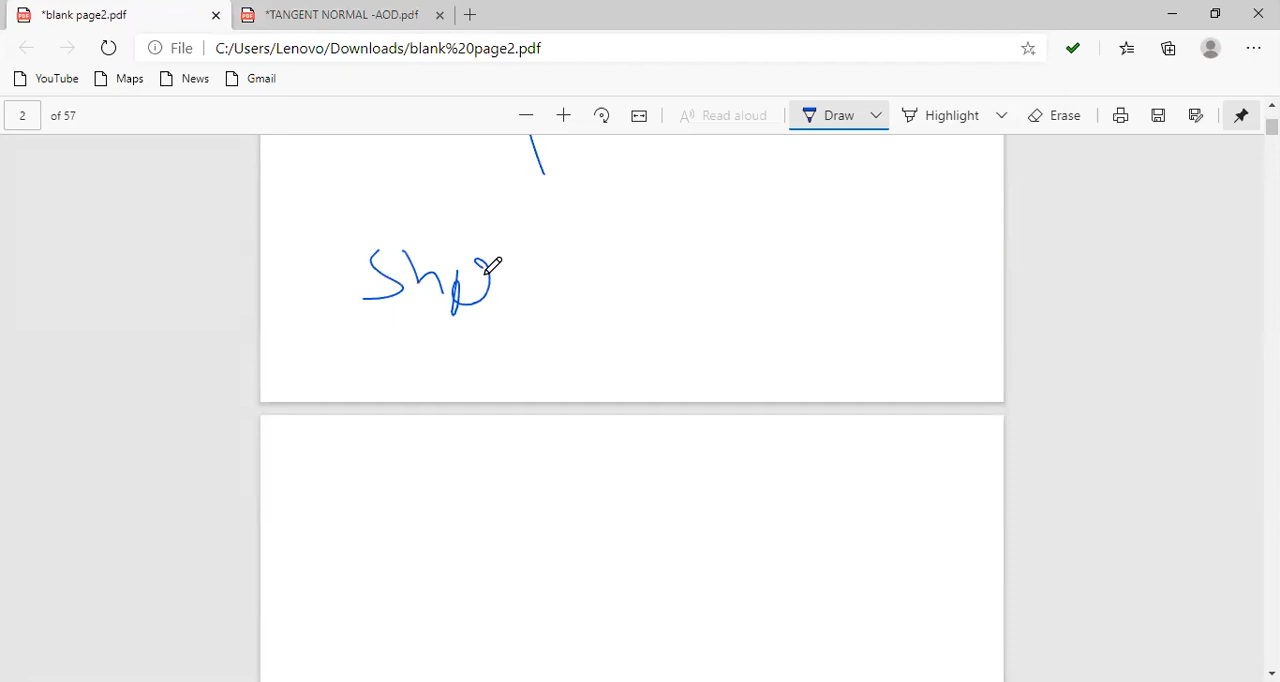 *blank page2.pdf
*TANGENT NORMAL -AOD.pdf
File
C:/Users/Lenovo/Downloads/blank%20page2.pdf
YouTube
Maps
News
Gmail
2 of 57
A Read aloud
Draw
Highlight
Erase